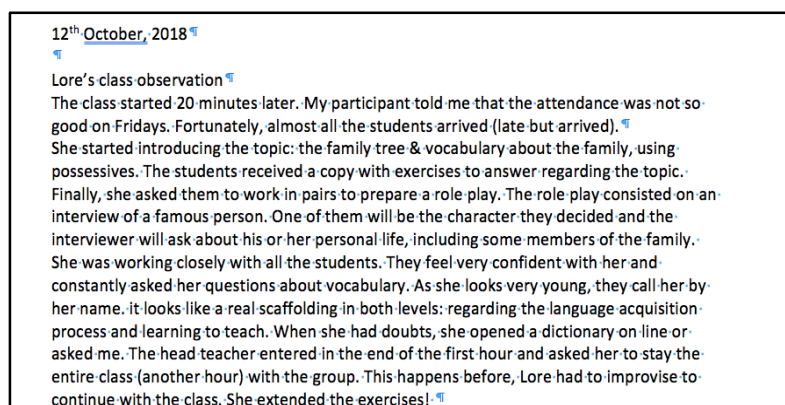 12th October, 2018
Lore's class observation
The class started 20 minutes later. My participant told me that the attendance was not so
good on Fridays. Fortunately, almost all the students arrived (late but arrived).
She started introducing the topic: the family tree & vocabulary about the family, using
possessives. The students received a copy with exercises to answer regarding the topic.
Finally, she asked them to work in pairs to prepare a role play. The role play consisted on an
interview of a famous person. One of them will be the character they decided and the
interviewer will ask about his or her personal life, including some members of the family.
She was working closely with all the students. They feel very confident with her and
constantly asked her questions about vocabulary. As she looks very young, they call her by
her name. it looks like a real scaffolding in both levels: regarding the language acquisition
process and learning to teach. When she had doubts, she opened a dictionary on line or
asked me. The head teacher entered in the end of the first hour and asked her to stay the
entire class (another hour) with the group. This happens before, Lore had to improvise to
continue with the class. She extended the exercises!